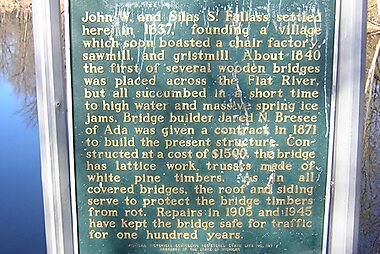 John W. and Silas S. Fallass settled
here in 1837, founding a village
which soon boasted a chair factory,
sawmill, and gristmill. About 1840
the first of several wooden bridges
was placed across the Flat River,
but all succumbed in a short time
to high water and massive spring ice
jams. Bridge builder Jared N. Bresee
of Ada was given a contract in 1871
to build the present structure. Con-
structed at a cost of $1500, the bridge
has lattice work trusses made of
white pine timbers. As in all
covered bridges, the roof and siding
serve to protect the bridge timbers
from rot. Repairs in 1905 and 1945
have kept the bridge safe for traffic
for one hundred years.